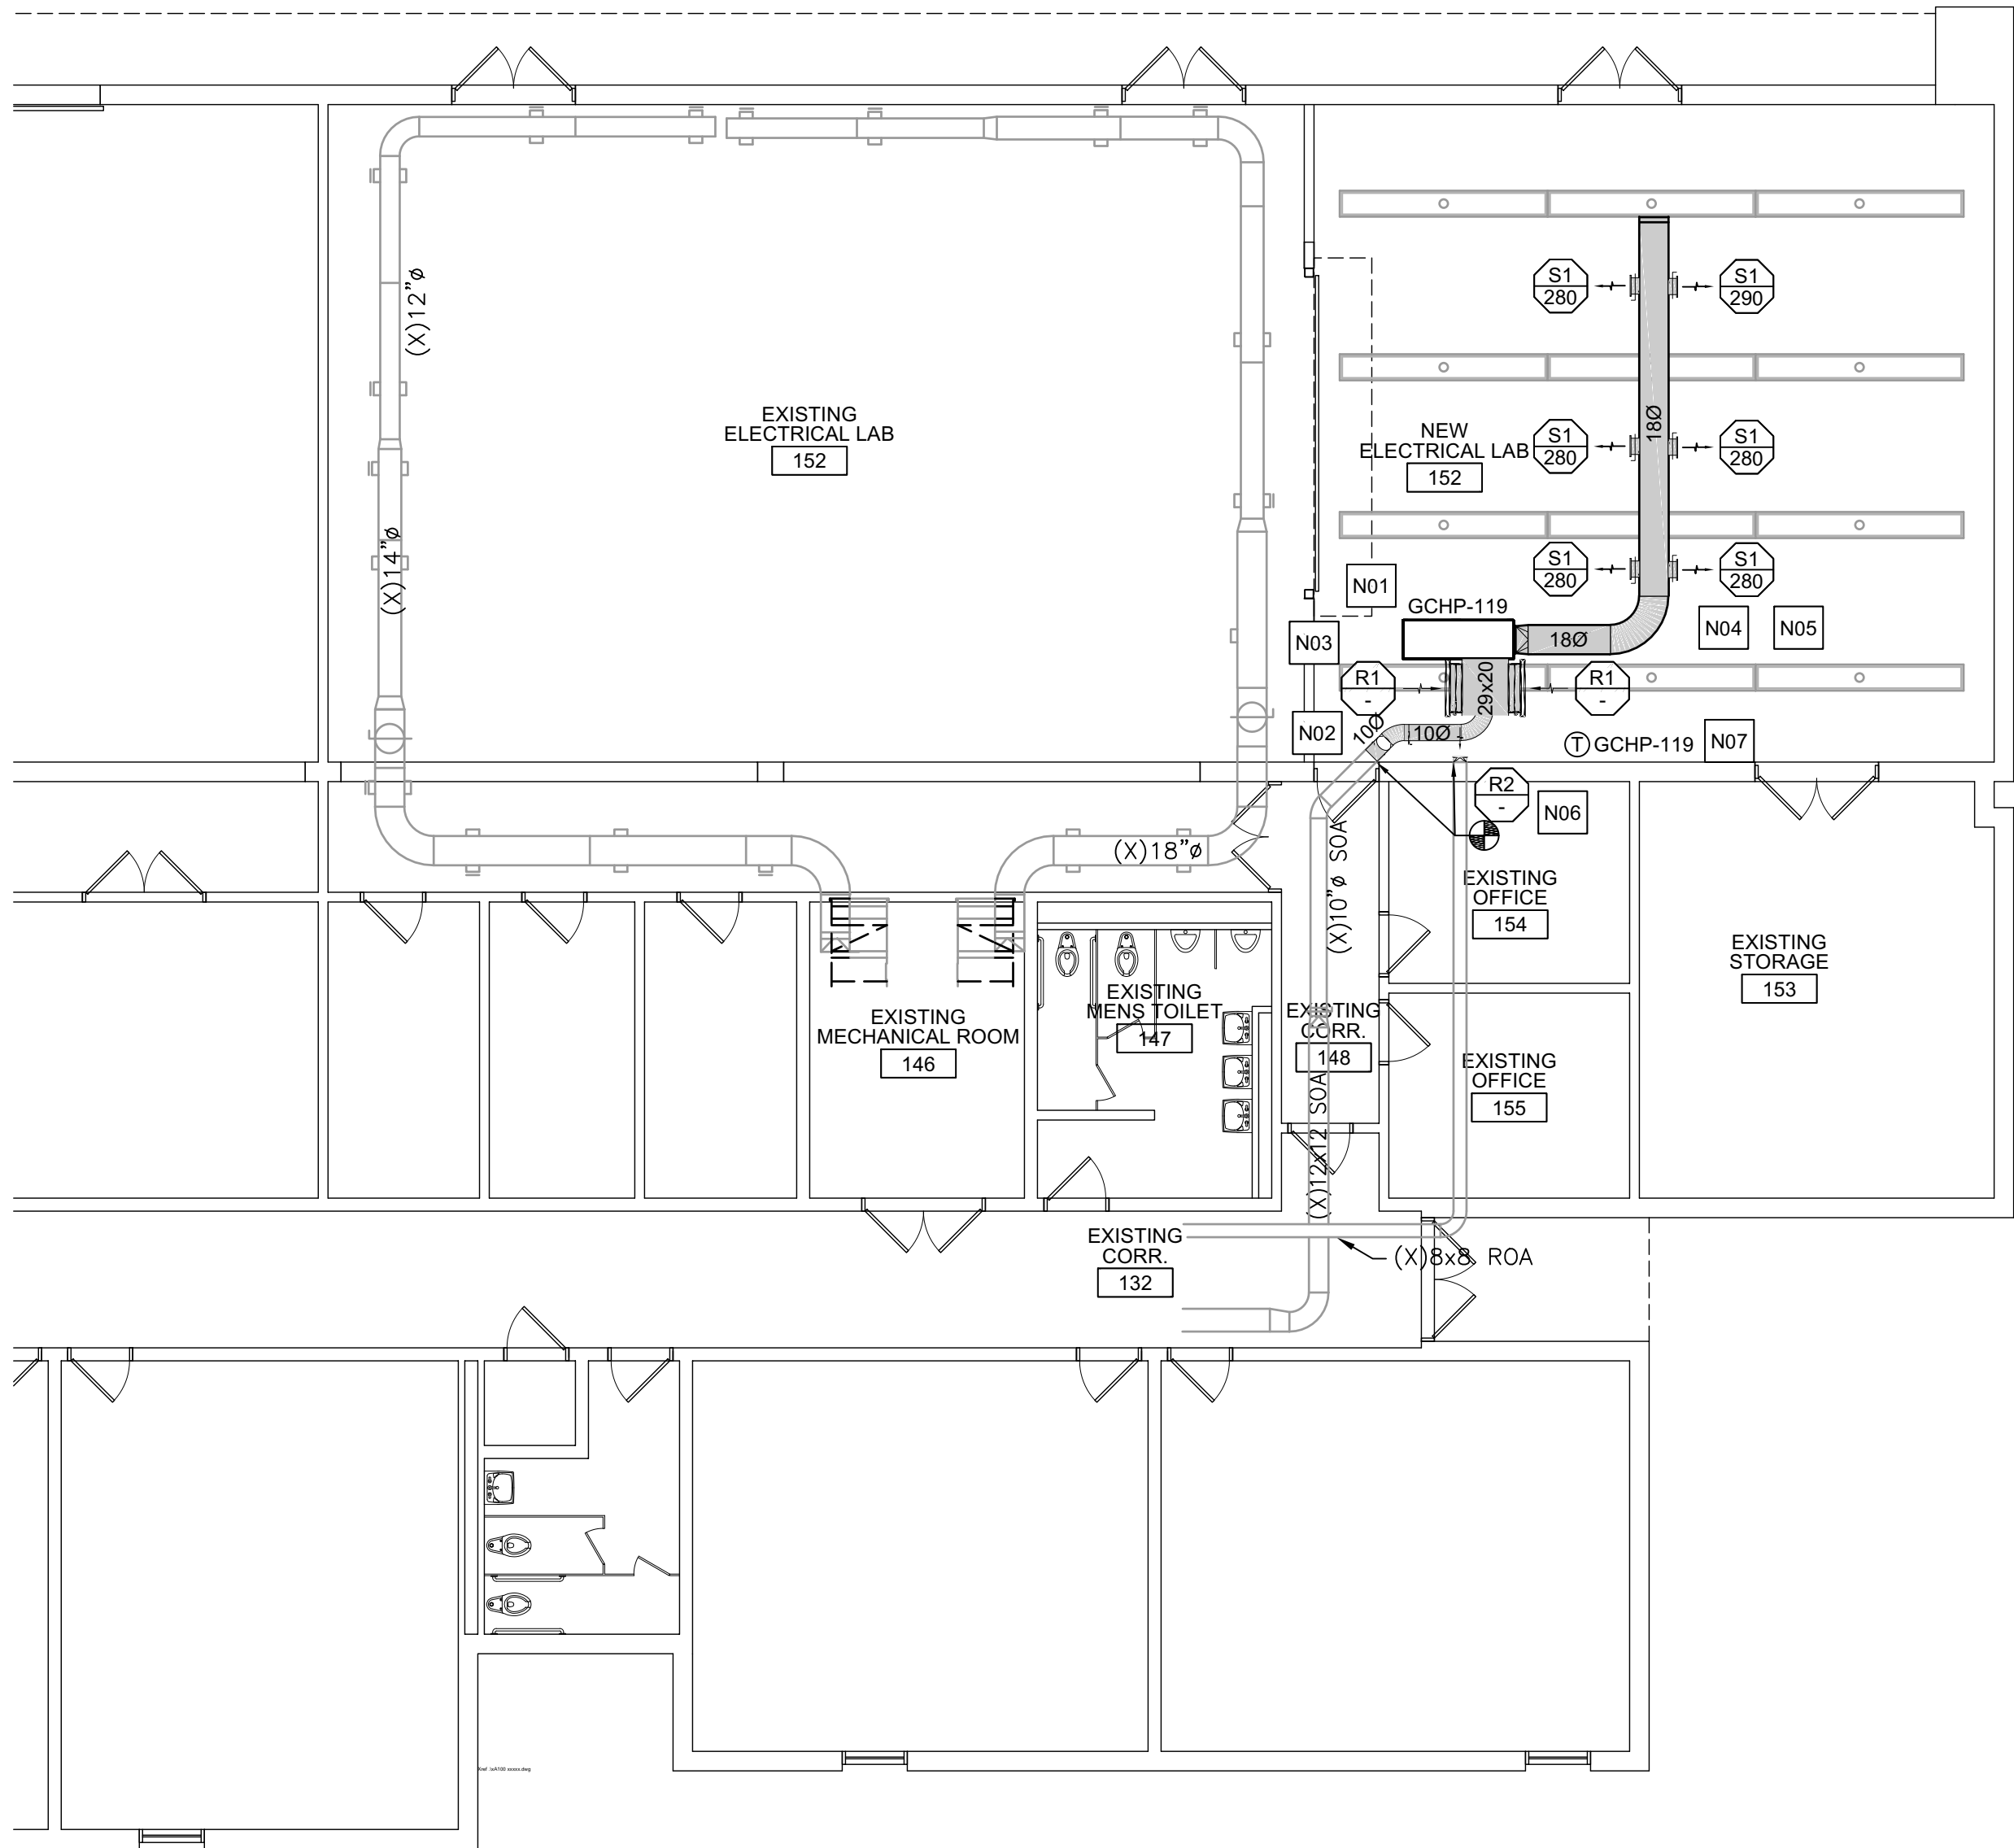 (X)12"ø
S1
280
S1
290
EXISTING
ELECTRICAL LAB
152
NEW
ELECTRICAL LAB
152
S1
280
18Ø
S1
280
(X)14"ø
S1
280
S1
280
N01
GCHP-119
N03
18Ø
N04
N05
R1
-
29x20
R1
-
N02
10Ø
10Ø
T
GCHP-119
N07
R2
-
N06
(X)18"ø
(X)10"ø SOA
EXISTING
OFFICE
154
EXISTING
STORAGE
153
EXISTING
MECHANICAL ROOM
146
EXISTING
MENS TOILET
147
EXISTING
CORR.
148
EXISTING
OFFICE
155
(X)12x12 SOA
EXISTING
CORR.
132
(X)8x8 ROA